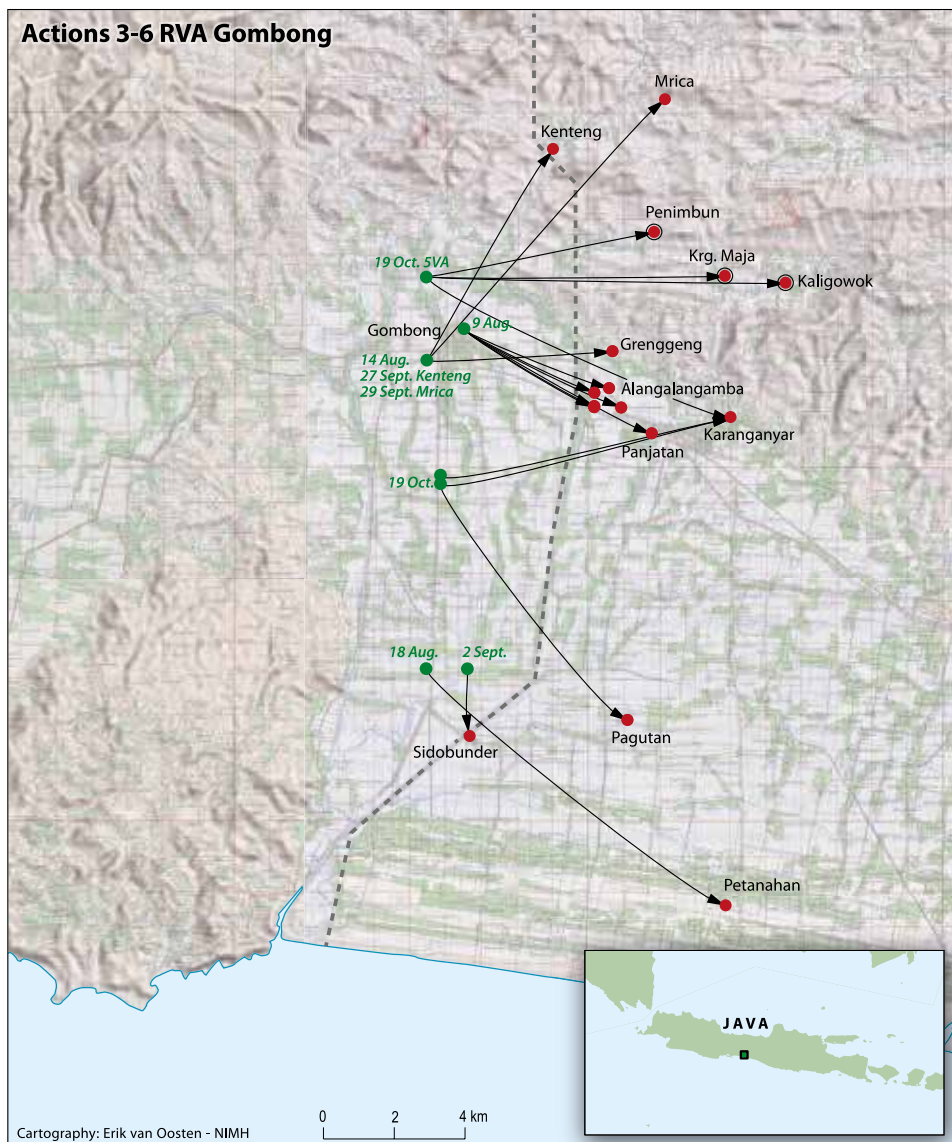 Actions 3-6 RVA Gombong
Mrica
Kenteng
Penimbun
Krg. Maja
19 Oct. 5VA
Kaligowok
9 Aug.
Gombong
Grenggeng
14 Aug.
27 Sept. Kenteng
29 Sept. Mrica
Alangalangamba
Karanganyar
Panjatan
19 Oct.
18 Aug.
2 Sept.
Pagutan
Sidobunder
Petanahan
JAVA
0 2 4 km
Cartography: Erik van Oosten - NIMH